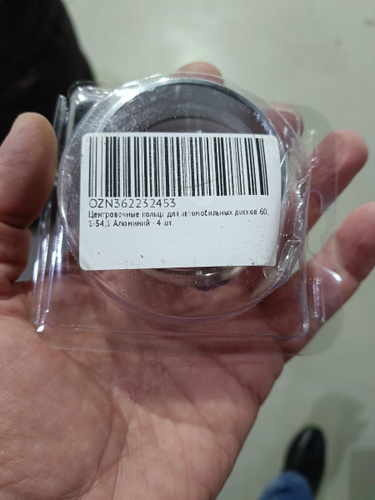 OZN362232453
Центровочные кольца для автомобильных дисков 60,
1-54,1 Алюминий - 4 шт.